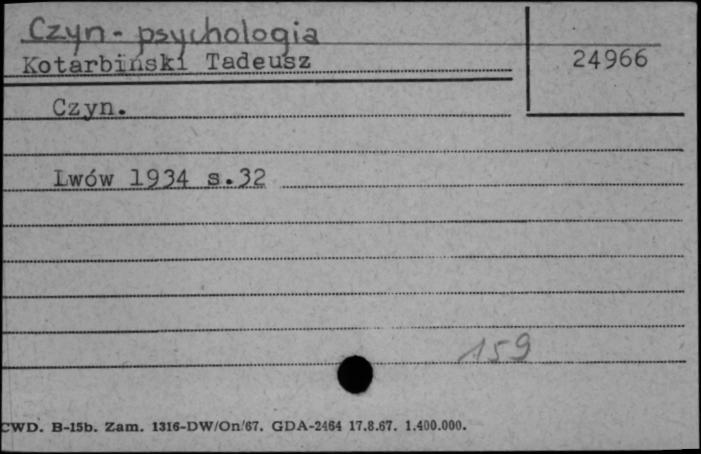 Czyn - psychologia
Kotarbiński Tadeusz
24966
Czyn.
Lwów 1934 s.32
159
CWD. B-15b. Zam. 1316-DW/On/67. GDA-2464 17.8.67. 1.400.000.